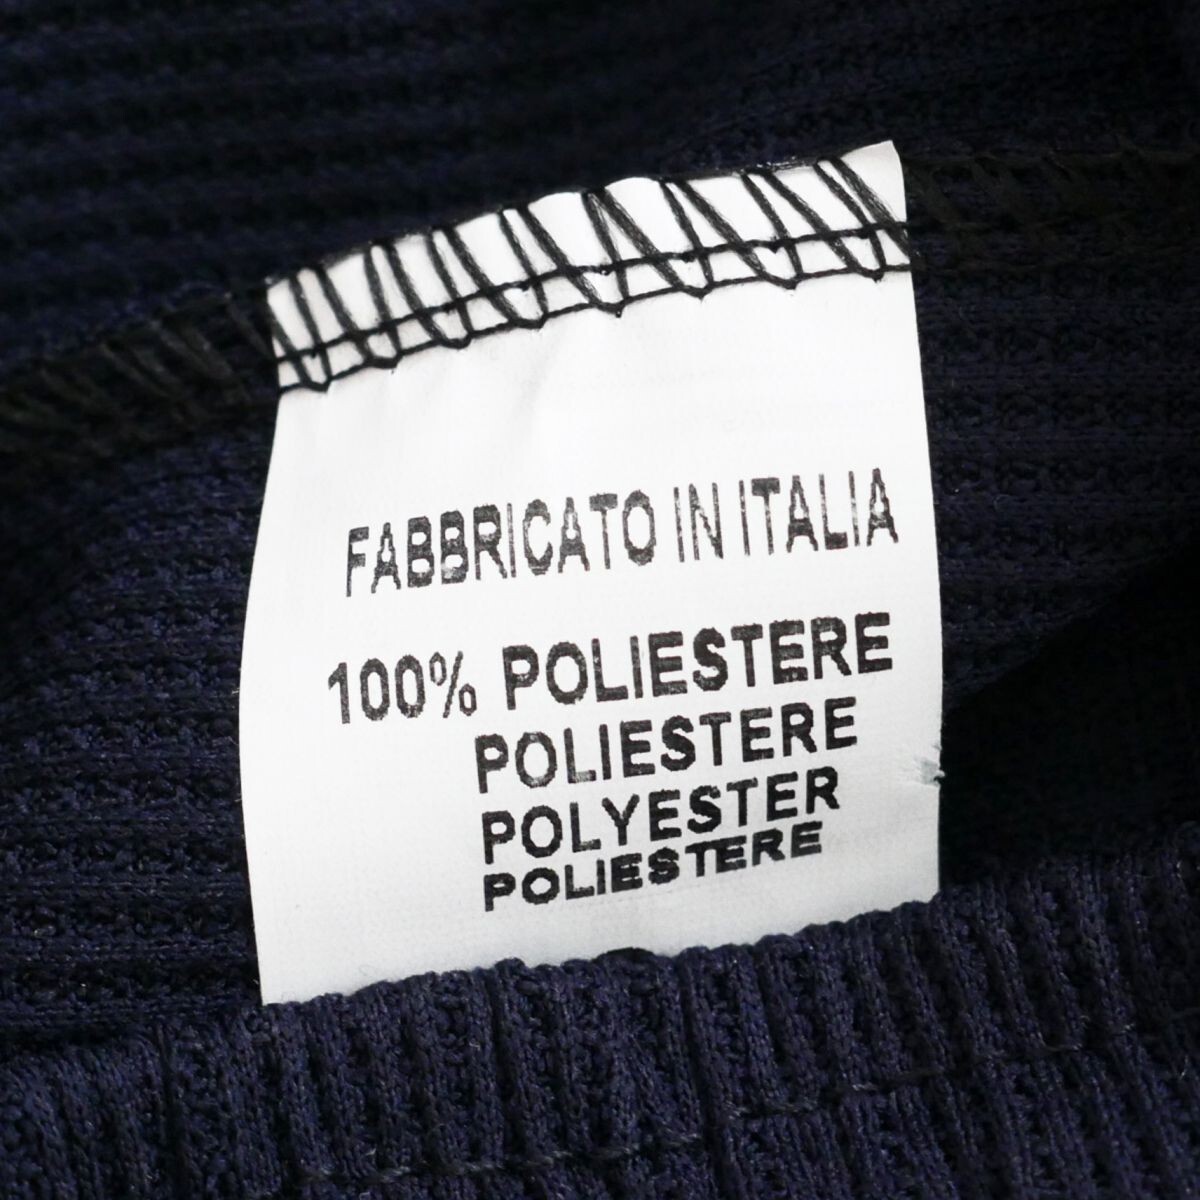 FABBRICATO IN ITALIA
100% POLIESTERE
POLIESTERE
POLYESTER
POLIESTERE